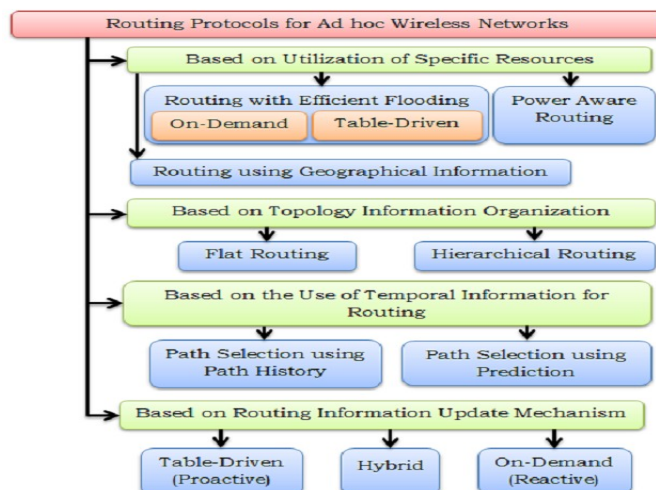 Routing Protocols for Ad hoc Wireless Networks
Based on Utilization of Specific Resources
Routing with Efficient Flooding
On-Demand
Table-Driven
Power Aware
Routing
Routing using Geographical Information
Based on Topology Information Organization
Flat Routing
Hierarchical Routing
Based on the Use of Temporal Information for
Routing
Path Selection using
Path History
Path Selection using
Prediction
Based on Routing Information Update Mechanism
Table-Driven
(Proactive)
Hybrid
On-Demand
(Reactive)